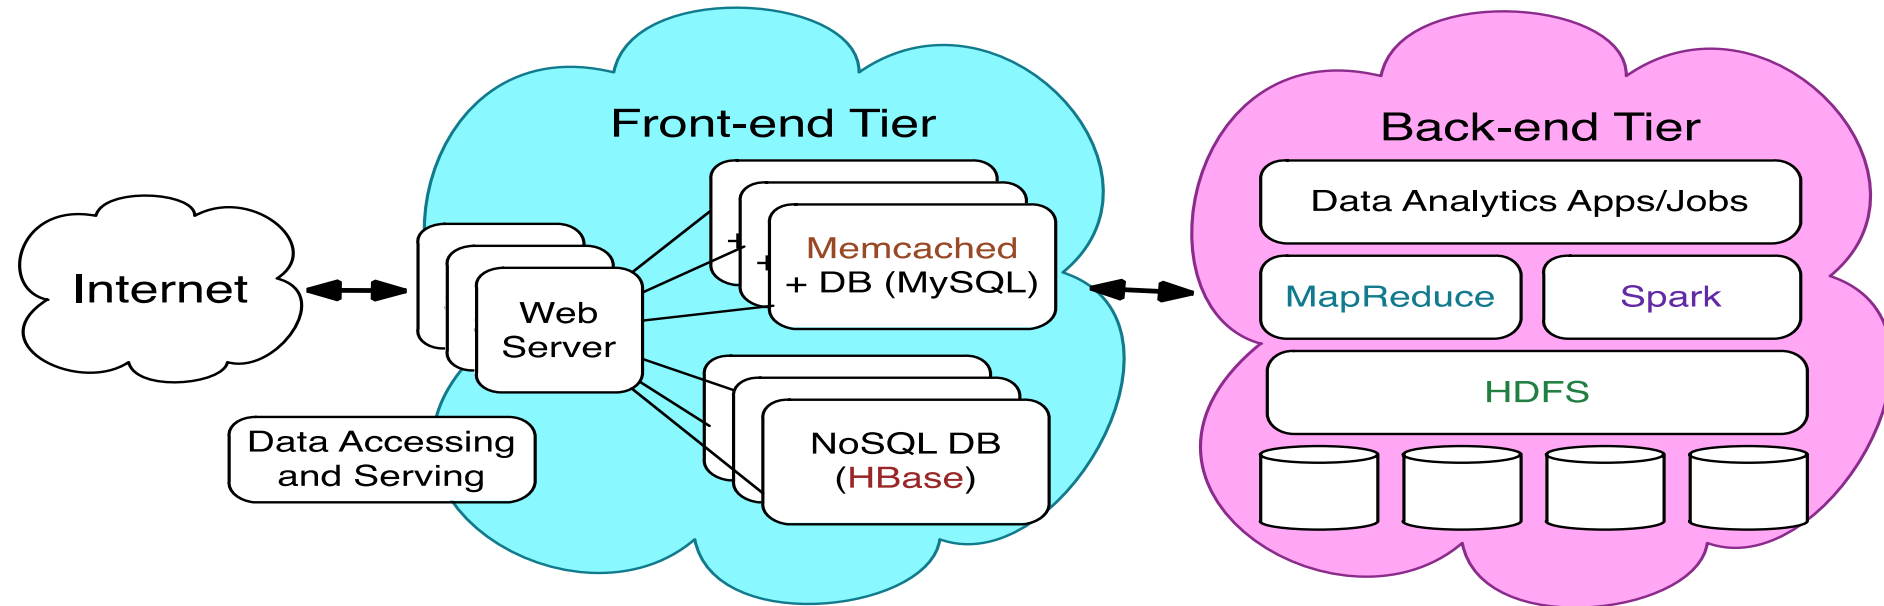 Front-end Tier
Back-end Tier
Internet
Web
Server
+
+
Memcached
+ DB (MySQL)
NoSQL DB
(HBase)
Data Accessing
and Serving
Data Analytics Apps/Jobs
MapReduce
Spark
HDFS